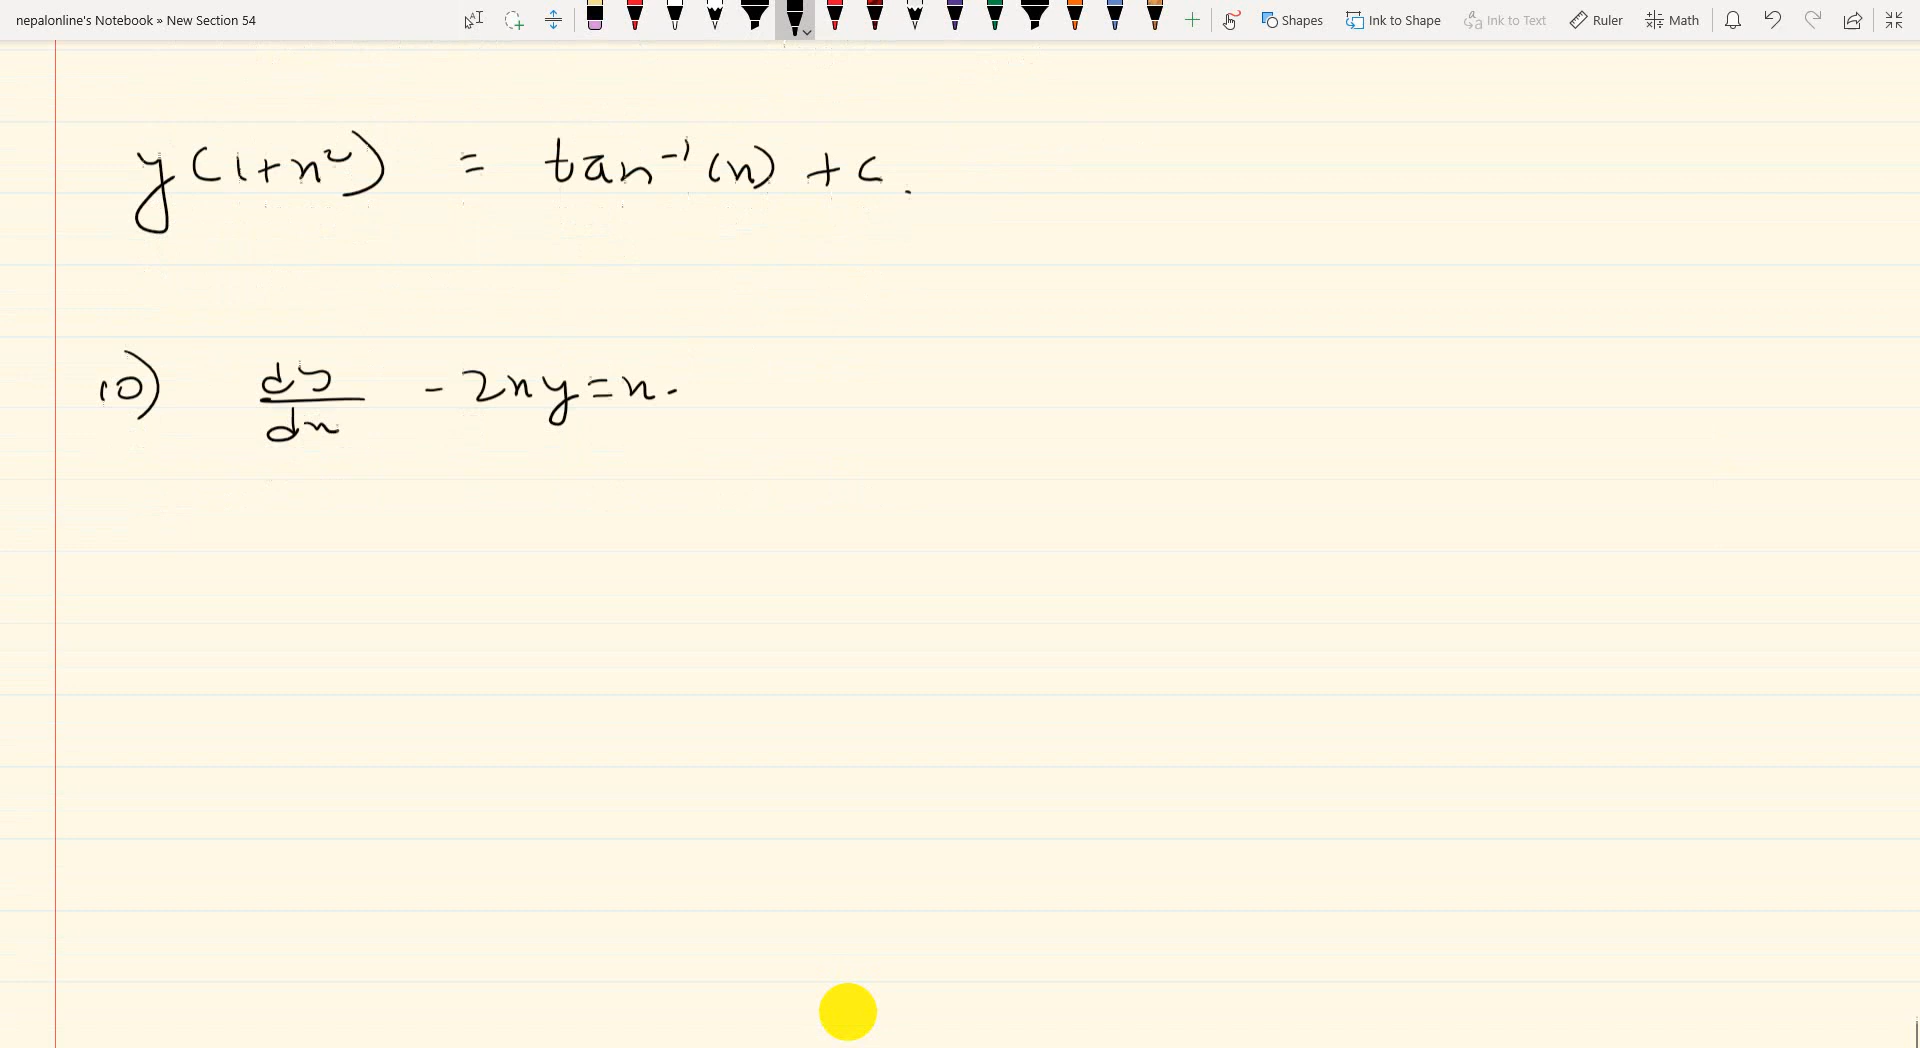 nepalonline's Notebook » New Section 54
Shapes Ink to Shape Ink to Text Ruler Math
y(1+x²) = tan⁻¹(x) + c.
10) dy/dx - 2xy = x.